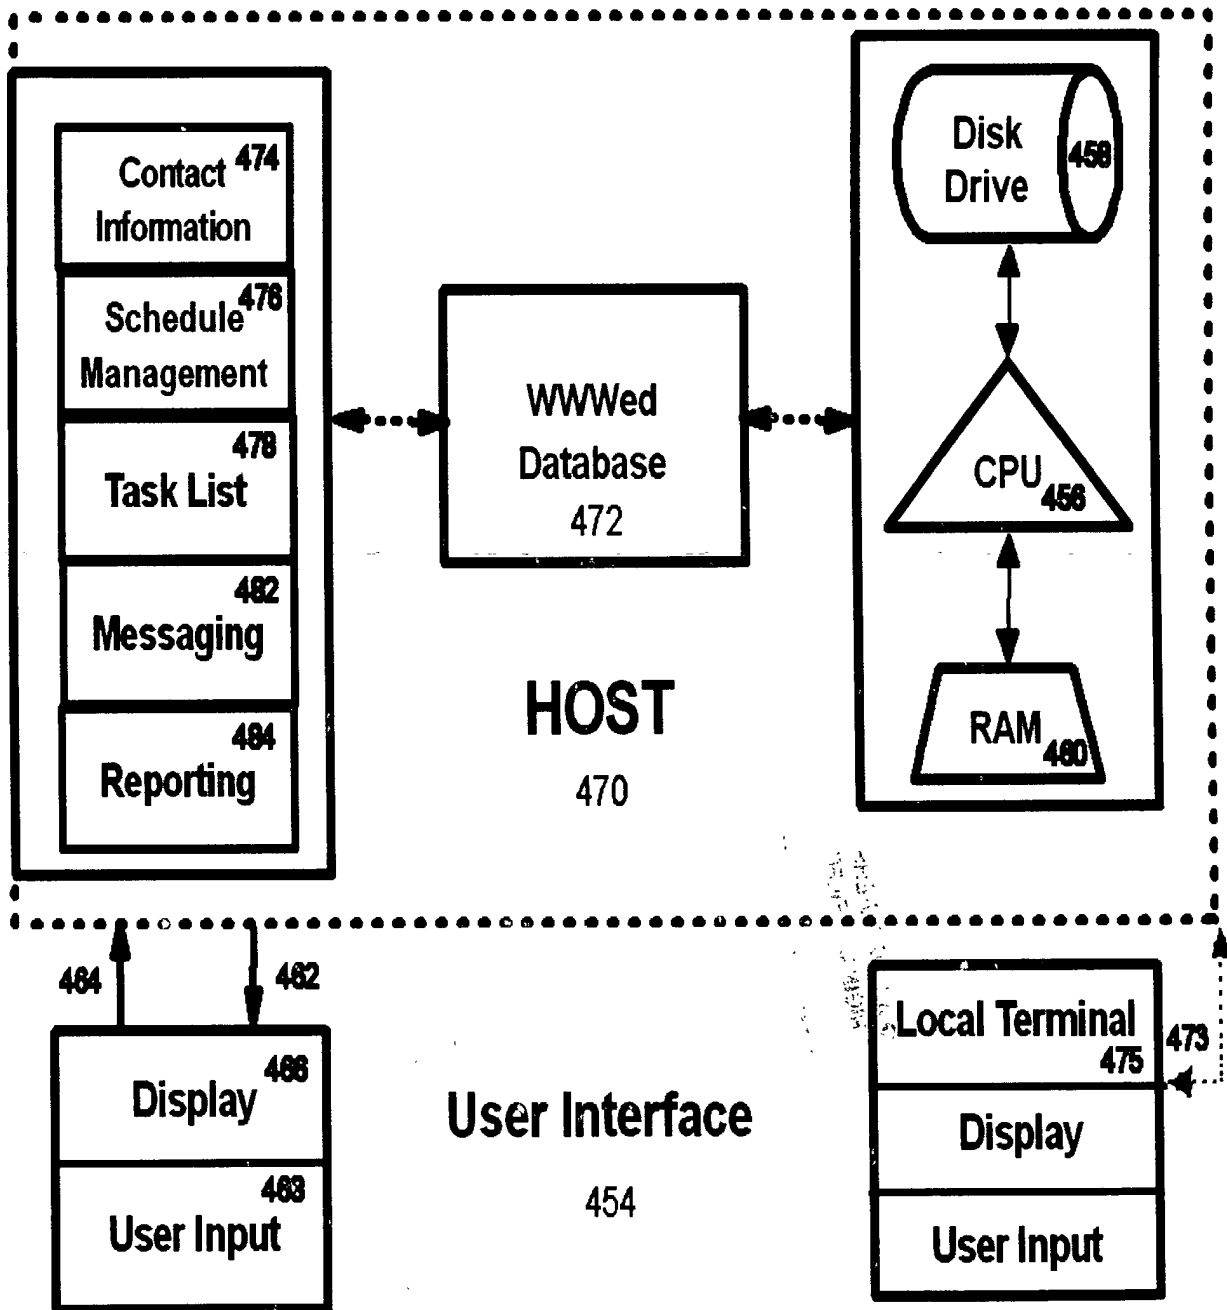 Contact 474
Information
Schedule 476
Management
478
Task List
482
Messaging
484
Reporting
WWWed
Database
472
HOST
470
Disk
Drive
458
CPU 456
RAM 460
464
462
466
Display
463
User Input
User Interface
454
Local Terminal
475
473
Display
User Input